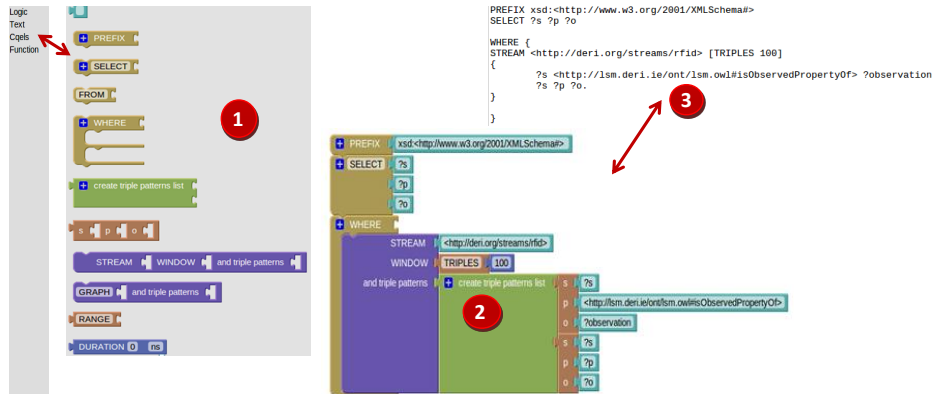 Logic
Text
Cqels
Function
PREFIX
SELECT
FROM
WHERE
create triple patterns list
s p o
STREAM WINDOW and triple patterns
GRAPH and triple patterns
RANGE
DURATION 0 ns
1
PREFIX xsd:<http://www.w3.org/2001/XMLSchema#>
SELECT ?s ?p ?o
WHERE {
STREAM <http://deri.org/streams/rfid> [TRIPLES 100]
{
?s <http://lsm.deri.ie/ont/lsm.owl#isObservedPropertyOf> ?observation
?s ?p ?o.
}
}
3
PREFIX xsd:<http://www.w3.org/2001/XMLSchema#>
SELECT ?s
?p
?o
WHERE
STREAM <http://deri.org/streams/rfid>
WINDOW TRIPLES 100
and triple patterns create triple patterns list s ?s
p <http://lsm.deri.ie/ont/lsm.owl#isObservedPropertyOf>
2
o ?observation
s ?s
p ?p
o ?o